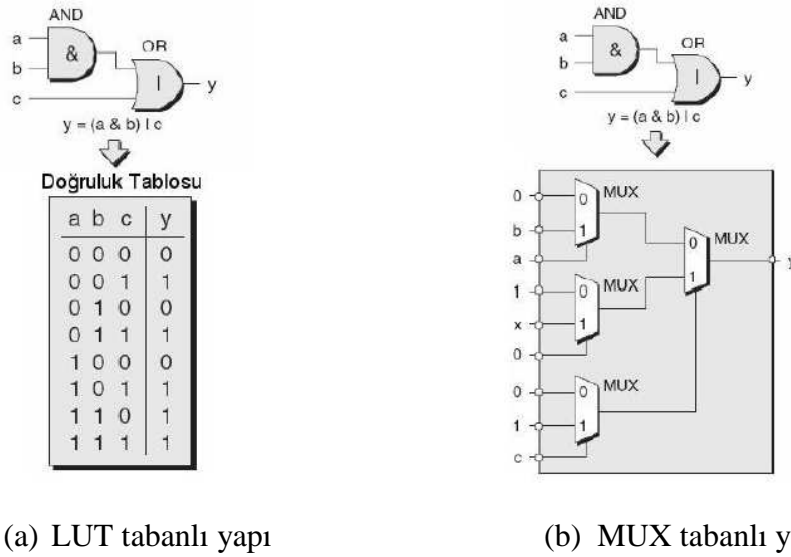 AND
a
&
OR
b
|
y
c
y = (a & b) | c
Doğruluk Tablosu
a b c y
0 0 0 0
0 0 1 1
0 1 0 0
0 1 1 1
1 0 0 0
1 0 1 1
1 1 0 1
1 1 1 1
(a) LUT tabanlı yapı
AND
a
&
OR
b
|
y
c
y = (a & b) | c
0
0
MUX
b
1
a
0
MUX
1
y
1
0
MUX
x
1
0
0
0
MUX
1
1
c
(b) MUX tabanlı y